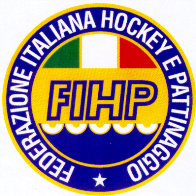 FEDERAZIONE ITALIANA HOCKEY E PATTINAGGIO
FIHP